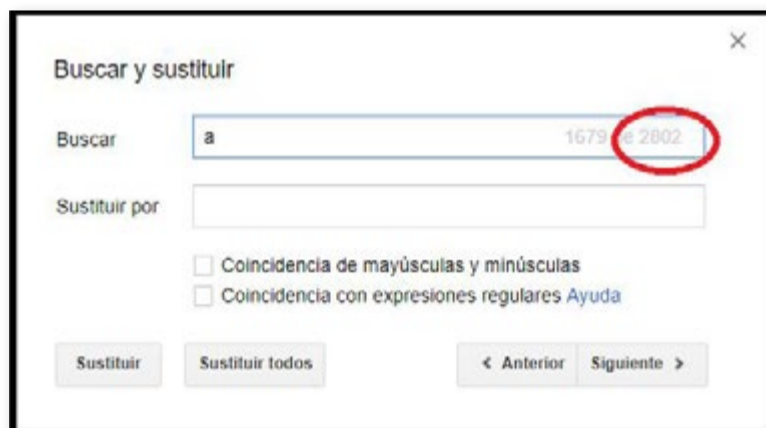 Buscar y sustituir
Buscar a 1679 de 2802
Sustituir por
Coincidencia de mayúsculas y minúsculas
Coincidencia con expresiones regulares Ayuda
Sustituir Sustituir todos < Anterior Siguiente >